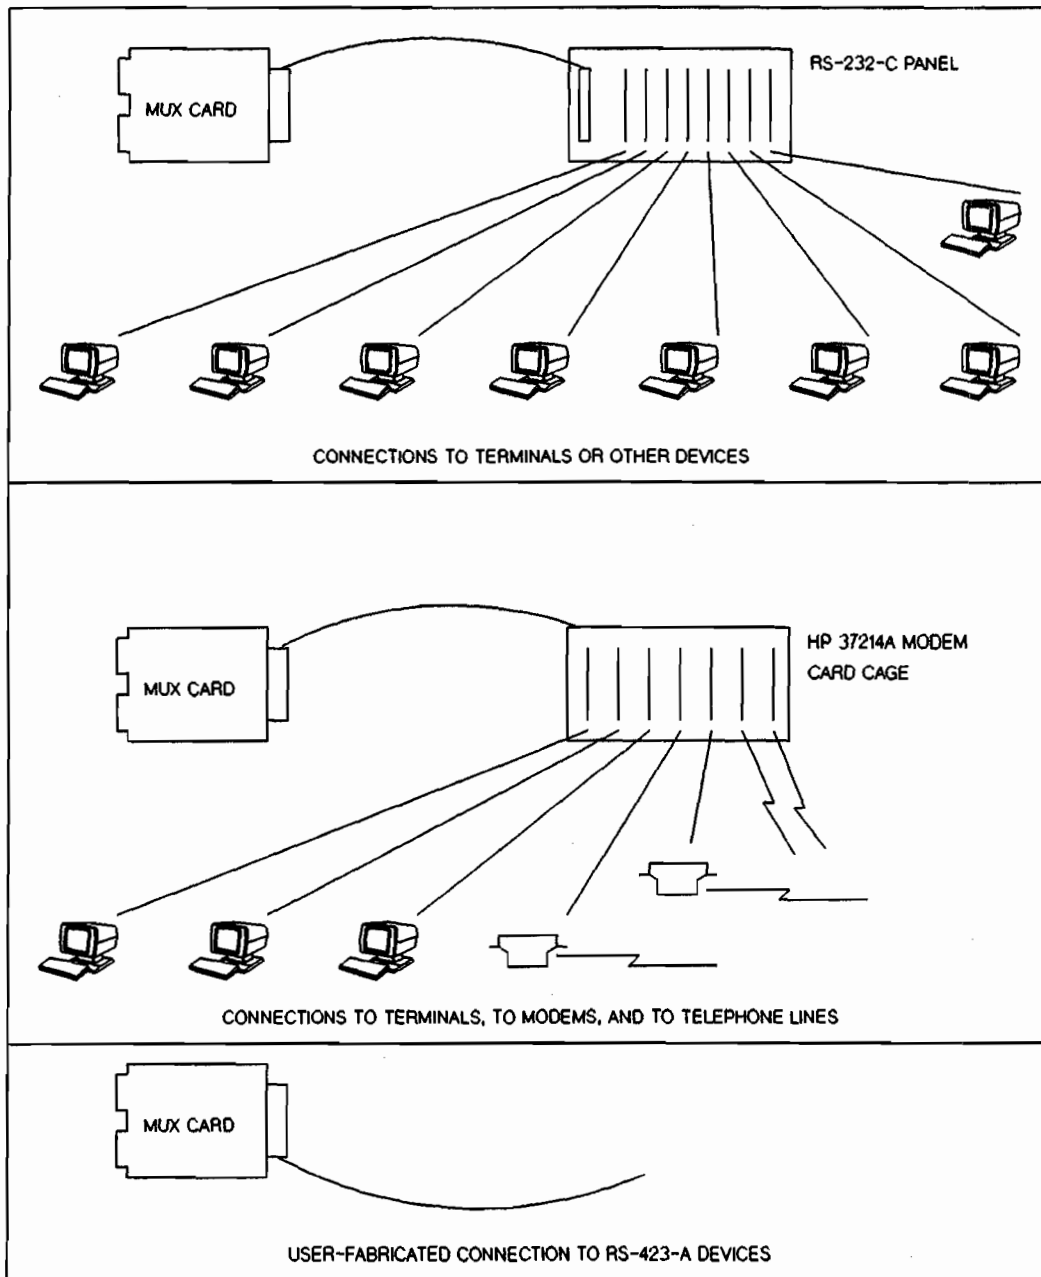 MUX CARD
RS-232-C PANEL
CONNECTIONS TO TERMINALS OR OTHER DEVICES
MUX CARD
HP 37214A MODEM
CARD CAGE
CONNECTIONS TO TERMINALS, TO MODEMS, AND TO TELEPHONE LINES
MUX CARD
USER-FABRICATED CONNECTION TO RS-423-A DEVICES